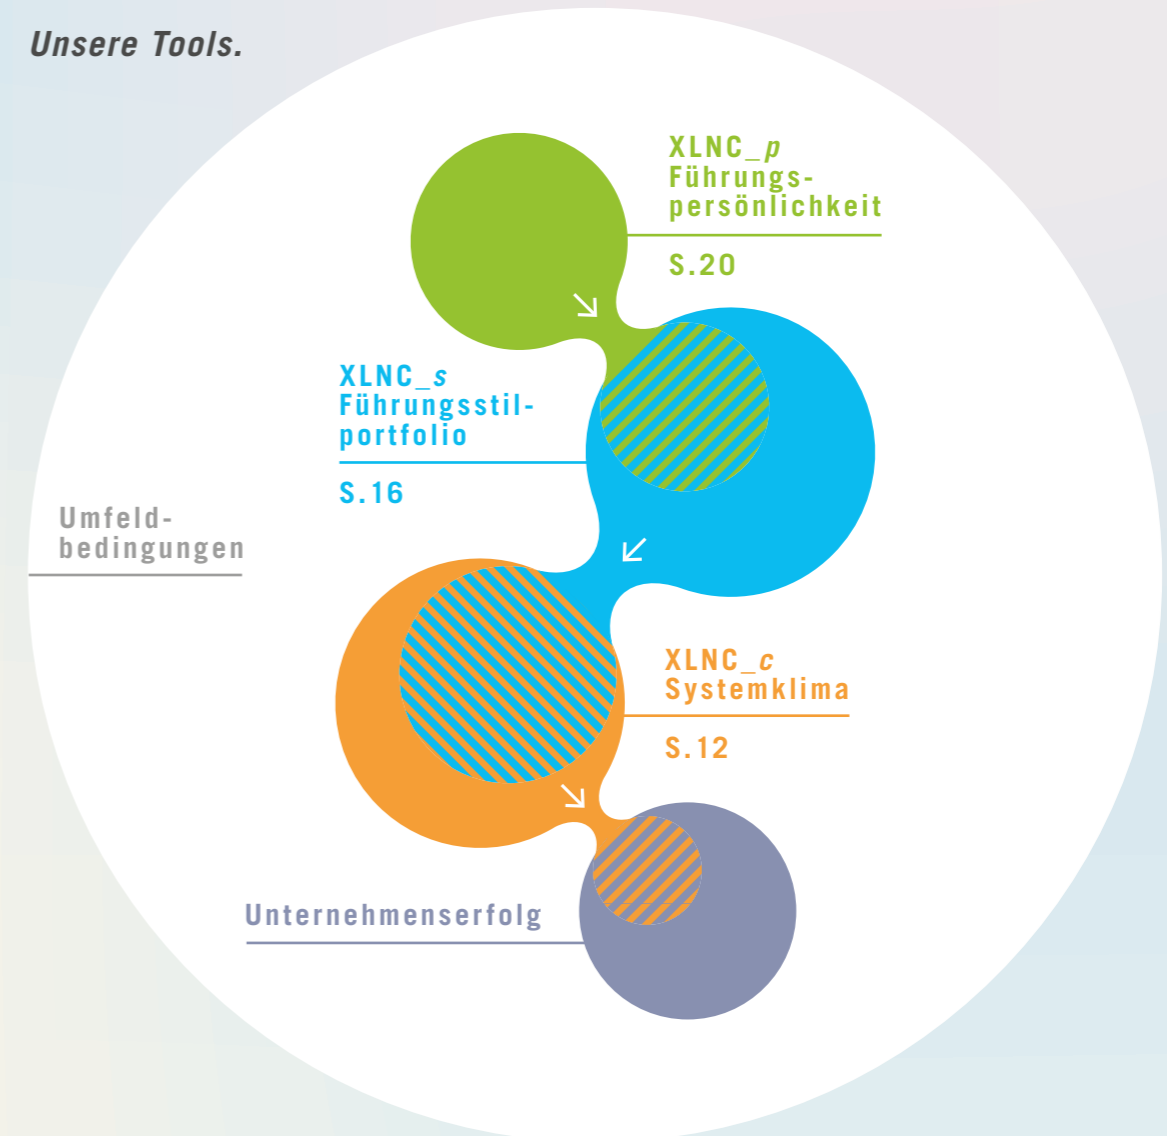 Unsere Tools.
XLNC_p
Führungs-
persönlichkeit
S.20
XLNC_s
Führungsstil-
portfolio
S.16
Umfeld-
bedingungen
XLNC_c
Systemklima
S.12
Unternehmenserfolg